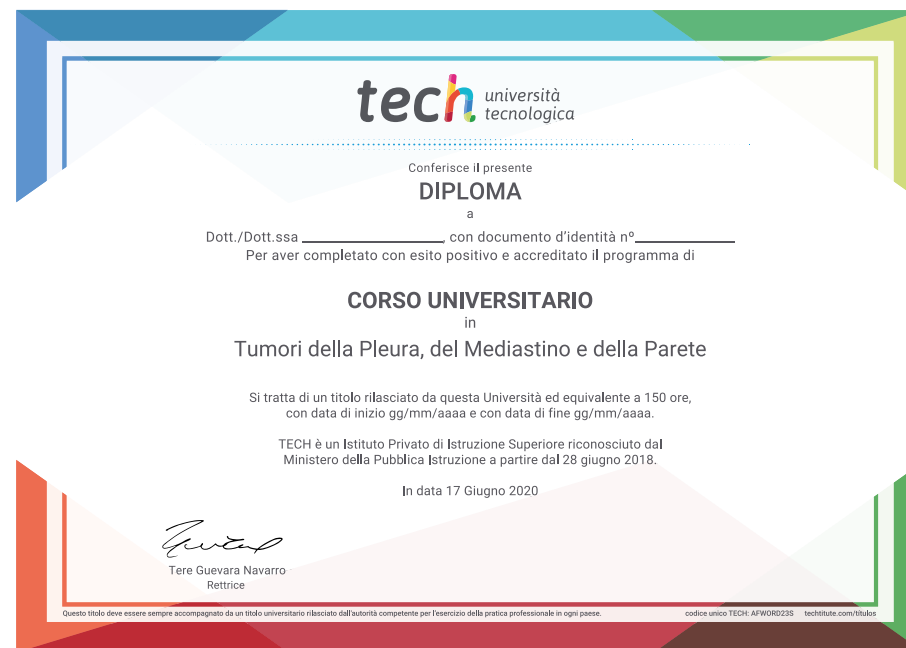 tech università
tecnologica
Conferisce il presente
DIPLOMA
a
Dott./Dott.ssa ____________________, con documento d'identità nº______________
Per aver completato con esito positivo e accreditato il programma di
CORSO UNIVERSITARIO
in
Tumori della Pleura, del Mediastino e della Parete
Si tratta di un titolo rilasciato da questa Università ed equivalente a 150 ore,
con data di inizio gg/mm/aaaa e con data di fine gg/mm/aaaa.
TECH è un Istituto Privato di Istruzione Superiore riconosciuto dal
Ministero della Pubblica Istruzione a partire dal 28 giugno 2018.
In data 17 Giugno 2020
Tere Guevara Navarro
Rettrice
Questo titolo deve essere sempre accompagnato da un titolo universitario rilasciato dall'autorità competente per l'esercizio della pratica professionale in ogni paese. codice unico TECH: AFWORD23S techtitute.com/titulos